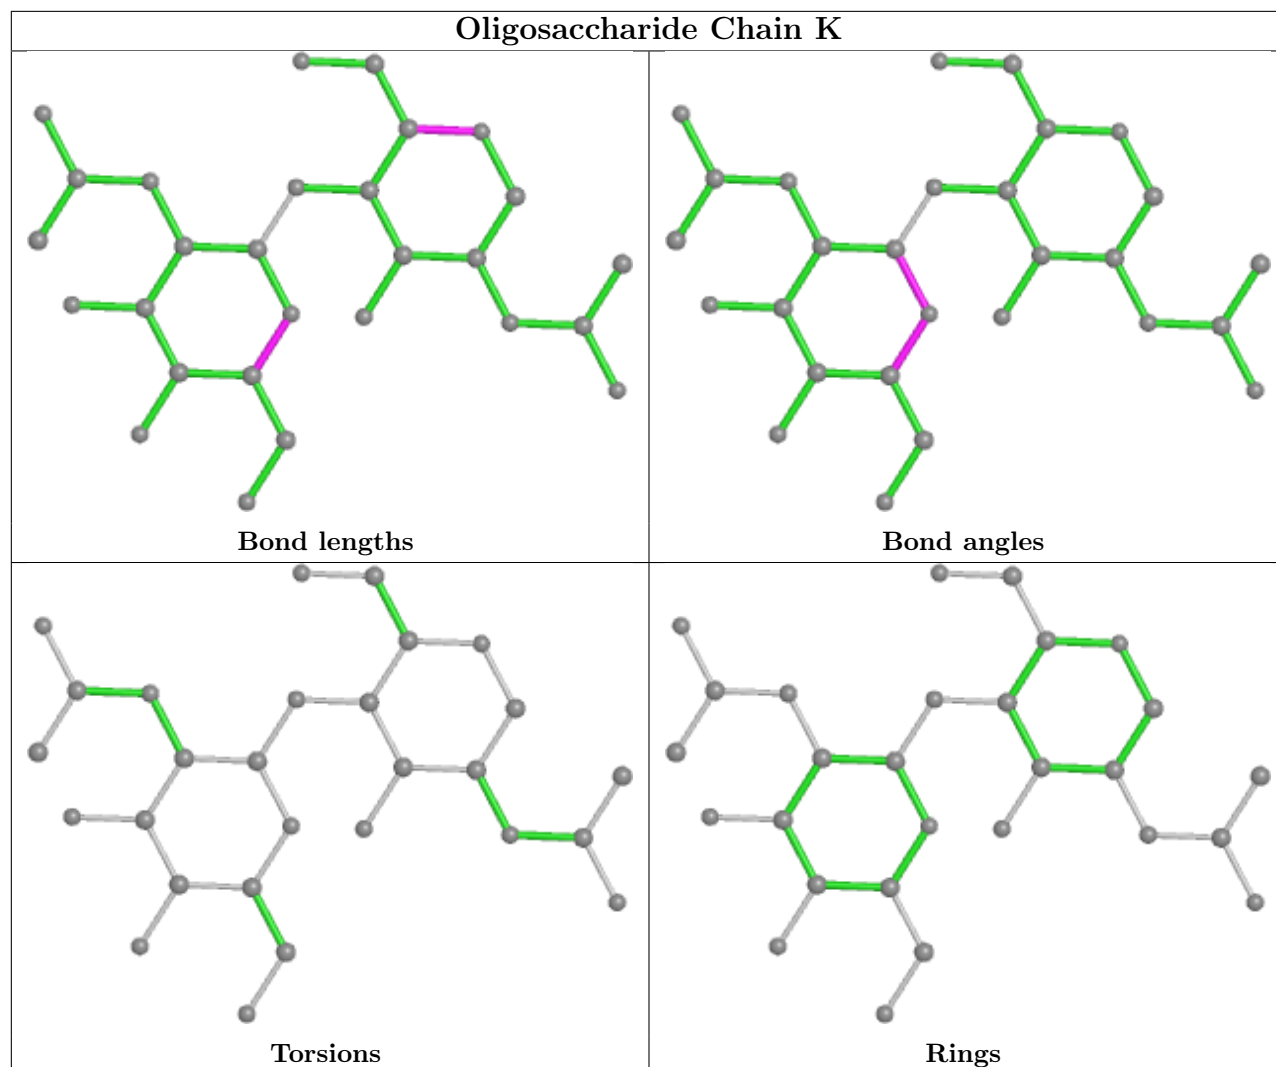 Oligosaccharide Chain K
Bond lengths
Bond angles
Torsions
Rings